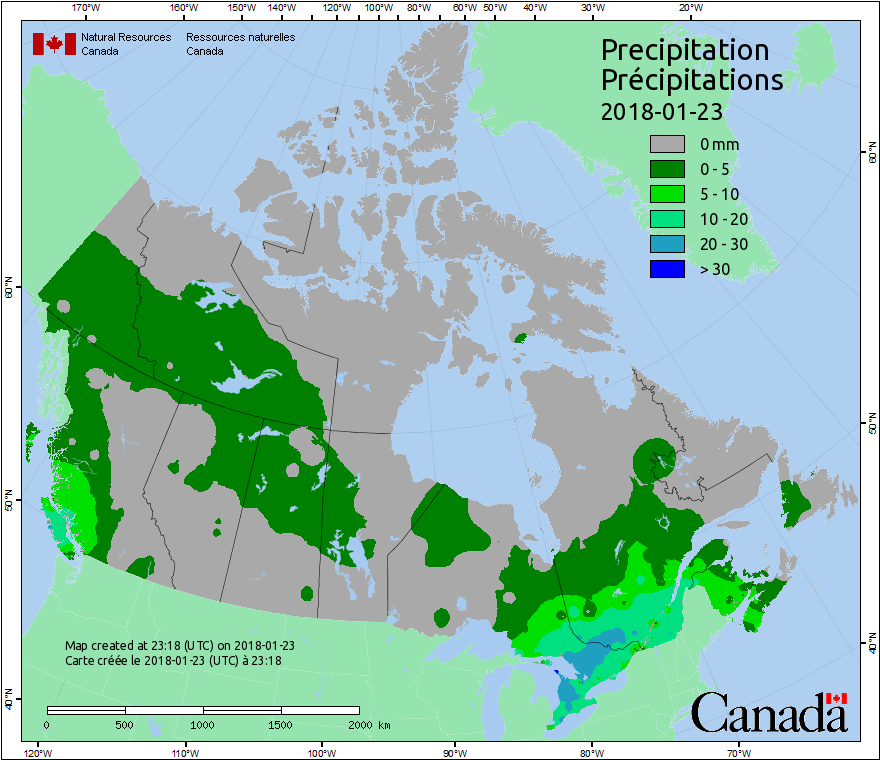 170°W 160°W 150°W 140°W 130°W 120°W 110°W 100°W 90°W 80°W 70°W 60°W 50°W 40°W 30°W 20°W
Natural Resources Canada
Ressources naturelles Canada
Precipitation
Précipitations
2018-01-23
0 mm
0 - 5
5 - 10
10 - 20
20 - 30
> 30
60°N
50°N
40°N
60°N
50°N
40°N
Map created at 23:18 (UTC) on 2018-01-23
Carte créée le 2018-01-23 (UTC) à 23:18
0 500 1000 1500 2000 km
Canada
120°W 110°W 100°W 90°W 80°W 70°W